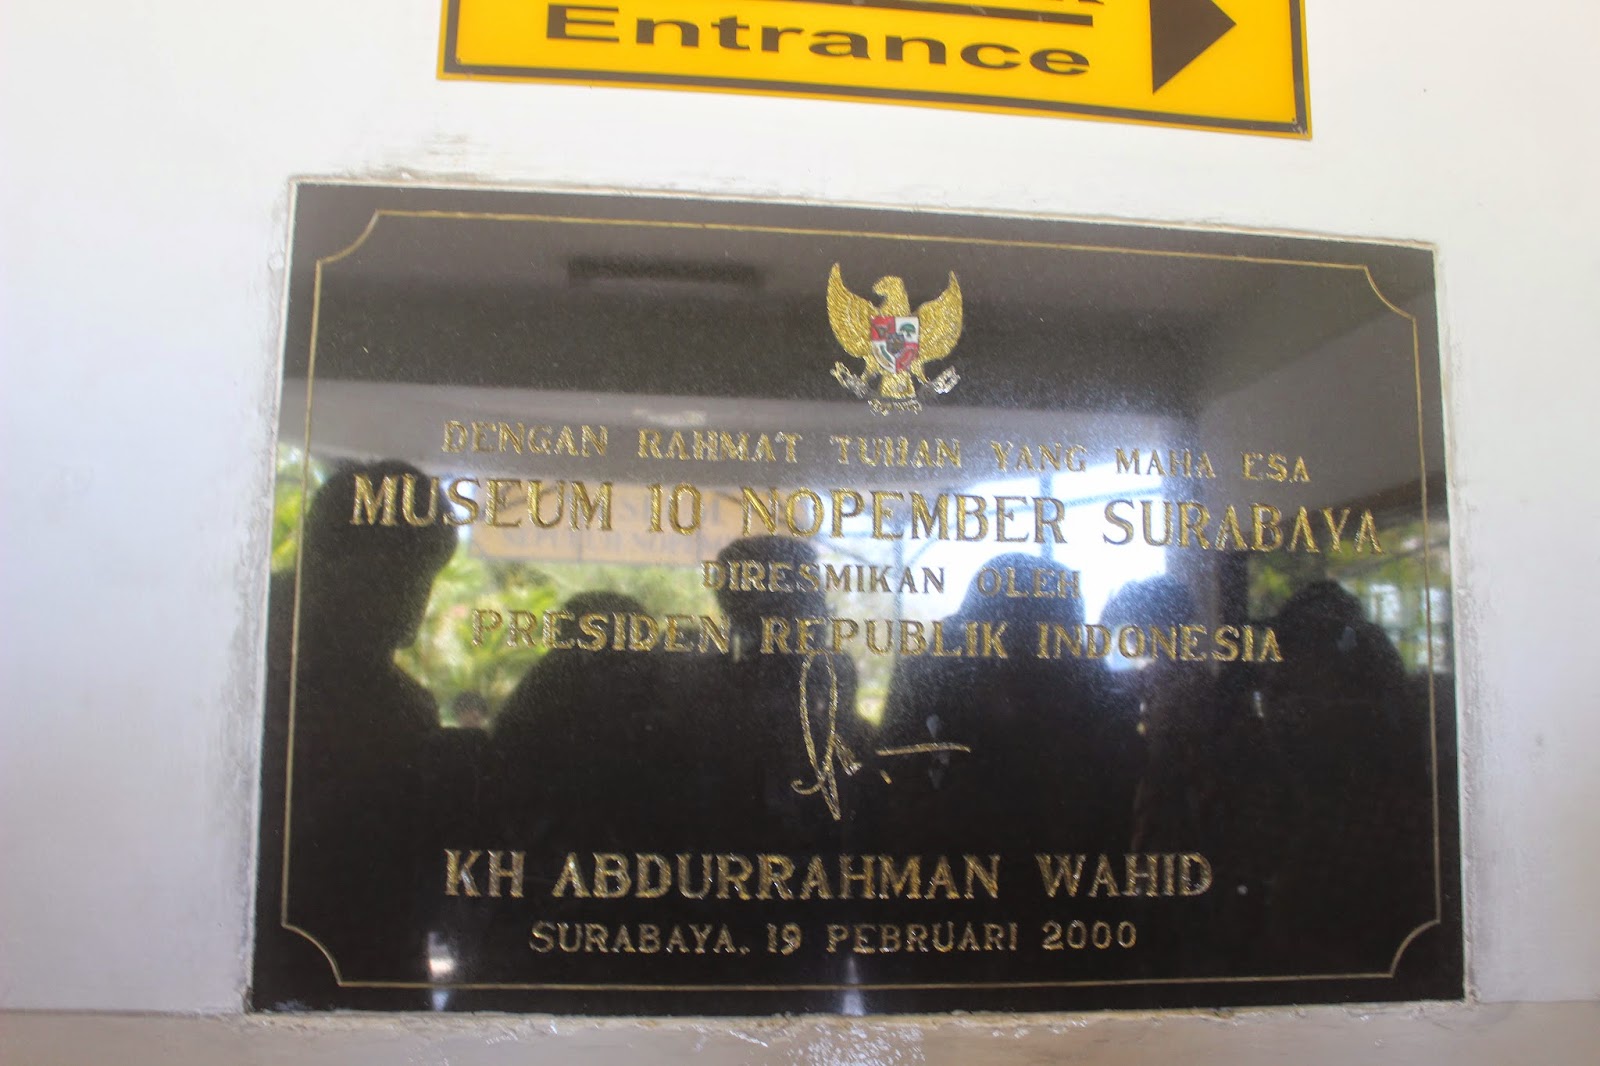 Entrance
DENGAN RAHMAT TUHAN YANG MAHA ESA
MUSEUM 10 NOPEMBER SURABAYA
DIRESMIKAN OLEH
PRESIDEN REPUBLIK INDONESIA
KH ABDURRAHMAN WAHID
SURABAYA, 19 PEBRUARI 2000